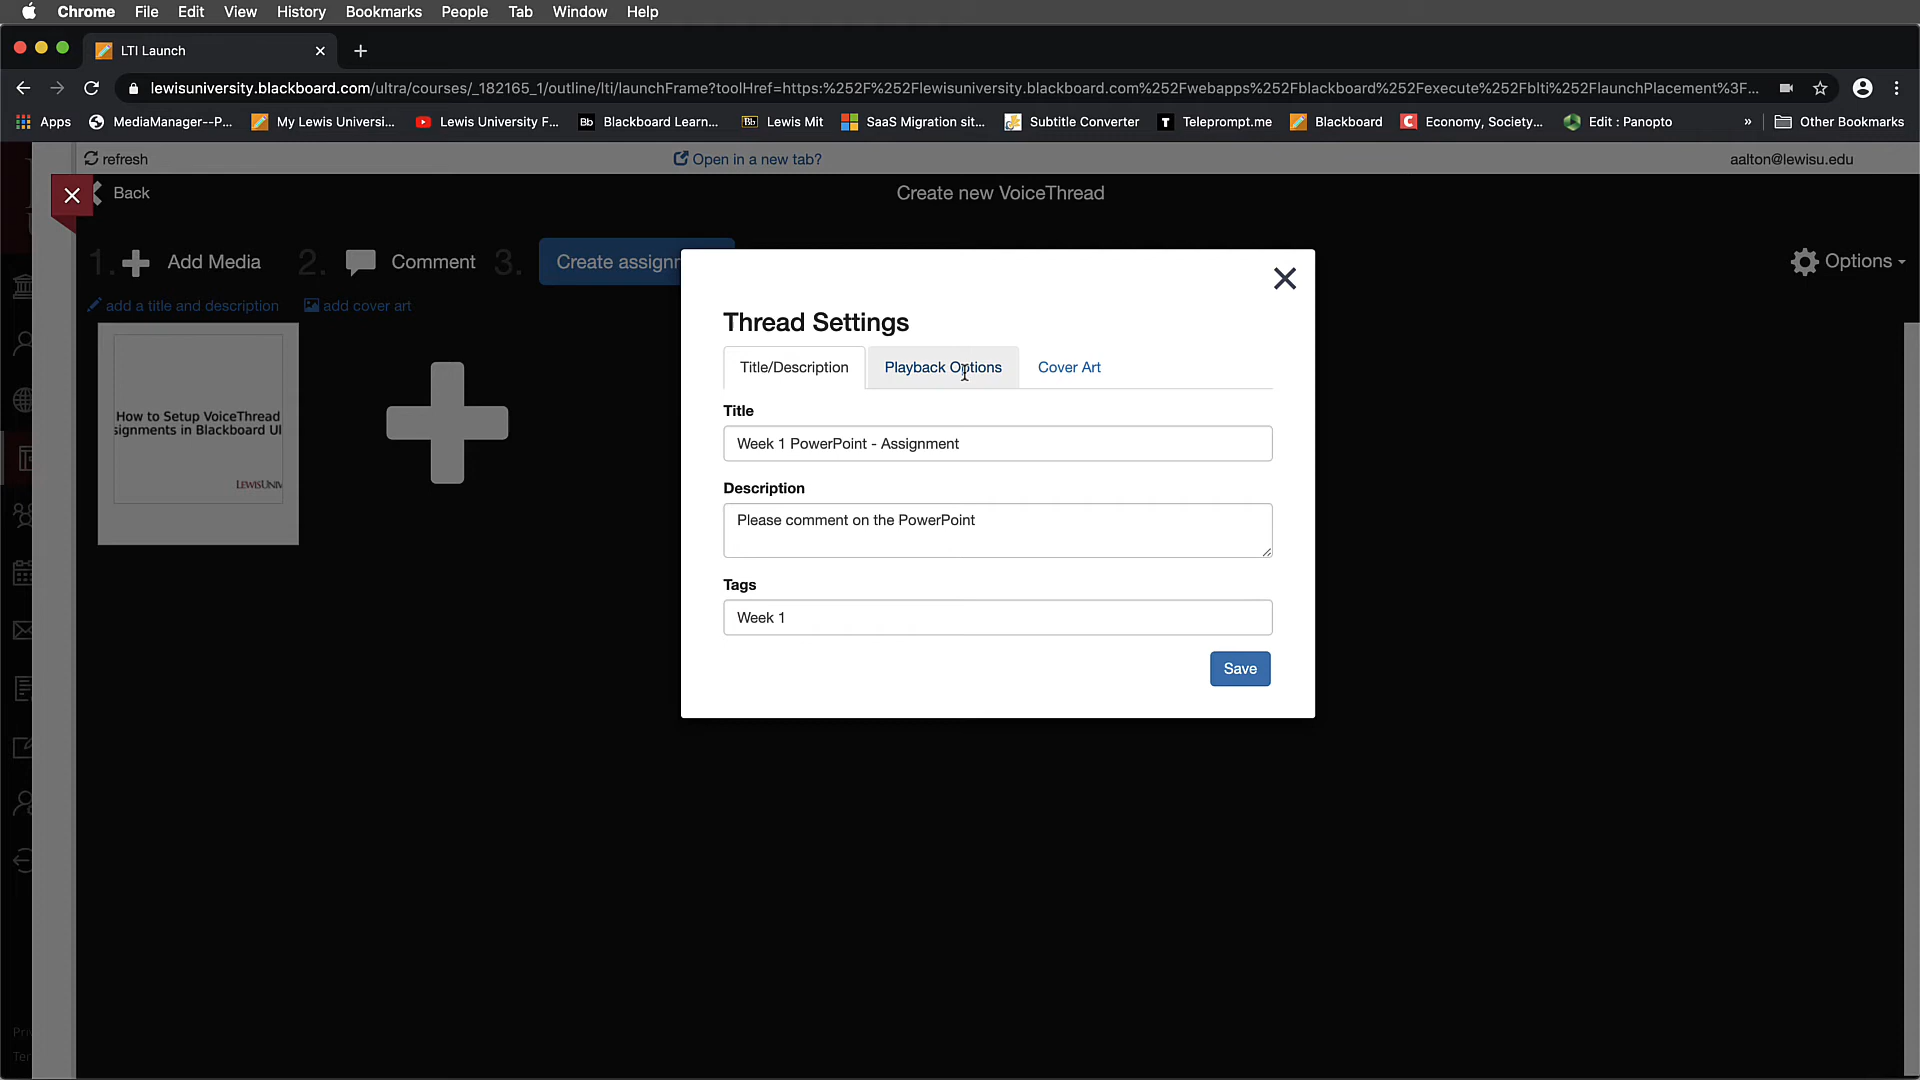 Chrome File Edit View History Bookmarks People Tab Window Help
LTI Launch
lewisuniversity.blackboard.com/ultra/courses/_182165_1/outline/lti/launchFrame?toolHref=https:%252F%252Flewisuniversity.blackboard.com%252Fwebapps%252Fblackboard%252Fexecute%252Fblti%252FlaunchPlacement%3F...
Apps MediaManager--P... My Lewis Universi... Lewis University F... Bb Blackboard Learn... Bb Lewis Mit SaaS Migration sit... Subtitle Converter T Teleprompt.me Blackboard C Economy, Society... Edit : Panopto » Other Bookmarks
refresh Open in a new tab? aalton@lewisu.edu
Back Create new VoiceThread
1. Add Media 2. Comment 3. Create assignm Options
add a title and description add cover art
How to Setup VoiceThread
signments in Blackboard Ul
LEWISUNIV
Thread Settings
Title/Description Playback Options Cover Art
Title
Week 1 PowerPoint - Assignment
Description
Please comment on the PowerPoint
Tags
Week 1
Save
Pri
Ter